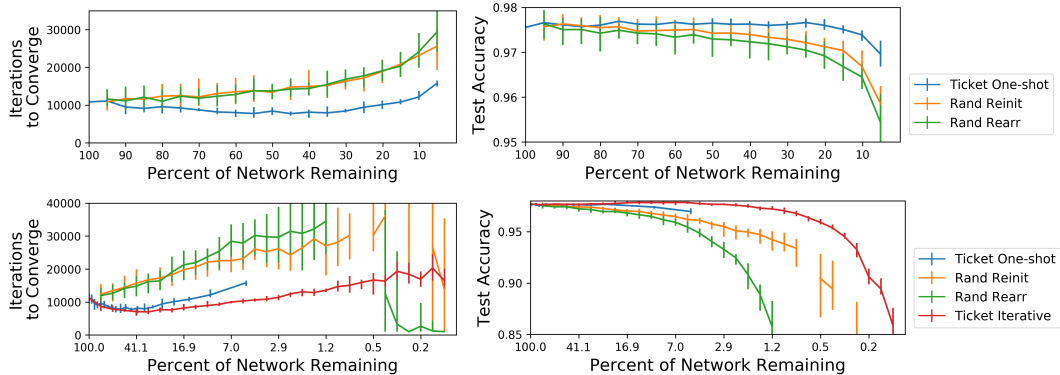 Iterations
to Converge
30000
20000
10000
0
100 90 80 70 60 50 40 30 20 10
Percent of Network Remaining
Test Accuracy
0.98
0.97
0.96
0.95
100 90 80 70 60 50 40 30 20 10
Percent of Network Remaining
Ticket One-shot
Rand Reinit
Rand Rearr
Iterations
to Converge
40000
30000
20000
10000
0
100.0 41.1 16.9 7.0 2.9 1.2 0.5 0.2
Percent of Network Remaining
Test Accuracy
0.95
0.90
0.85
100.0 41.1 16.9 7.0 2.9 1.2 0.5 0.2
Percent of Network Remaining
Ticket One-shot
Rand Reinit
Rand Rearr
Ticket Iterative